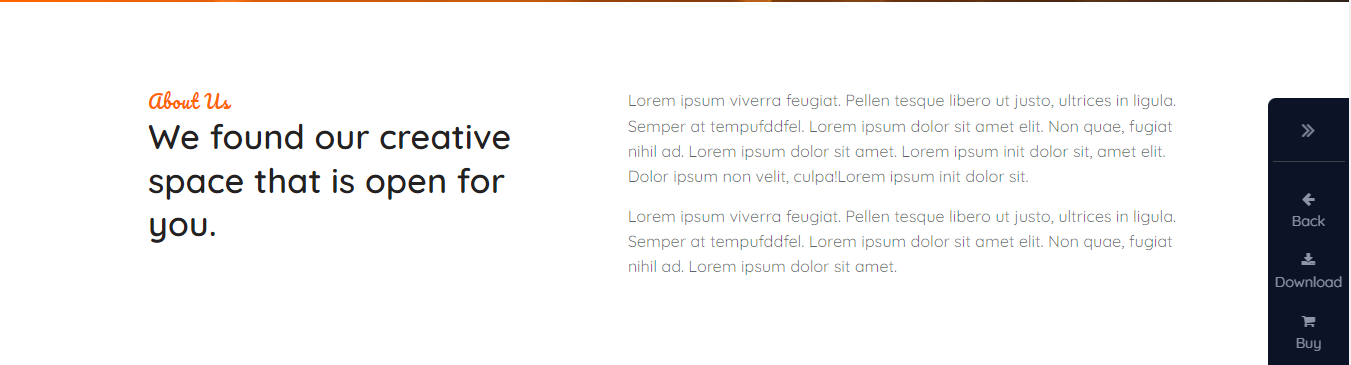 About Us
We found our creative
space that is open for
you.
Lorem ipsum viverra feugiat. Pellen tesque libero ut justo, ultrices in ligula.
Semper at tempufddfel. Lorem ipsum dolor sit amet elit. Non quae, fugiat
nihil ad. Lorem ipsum dolor sit amet. Lorem ipsum init dolor sit, amet elit.
Dolor ipsum non velit, culpa!Lorem ipsum init dolor sit.
Lorem ipsum viverra feugiat. Pellen tesque libero ut justo, ultrices in ligula.
Semper at tempufddfel. Lorem ipsum dolor sit amet elit. Non quae, fugiat
nihil ad. Lorem ipsum dolor sit amet.
Back
Download
Buy